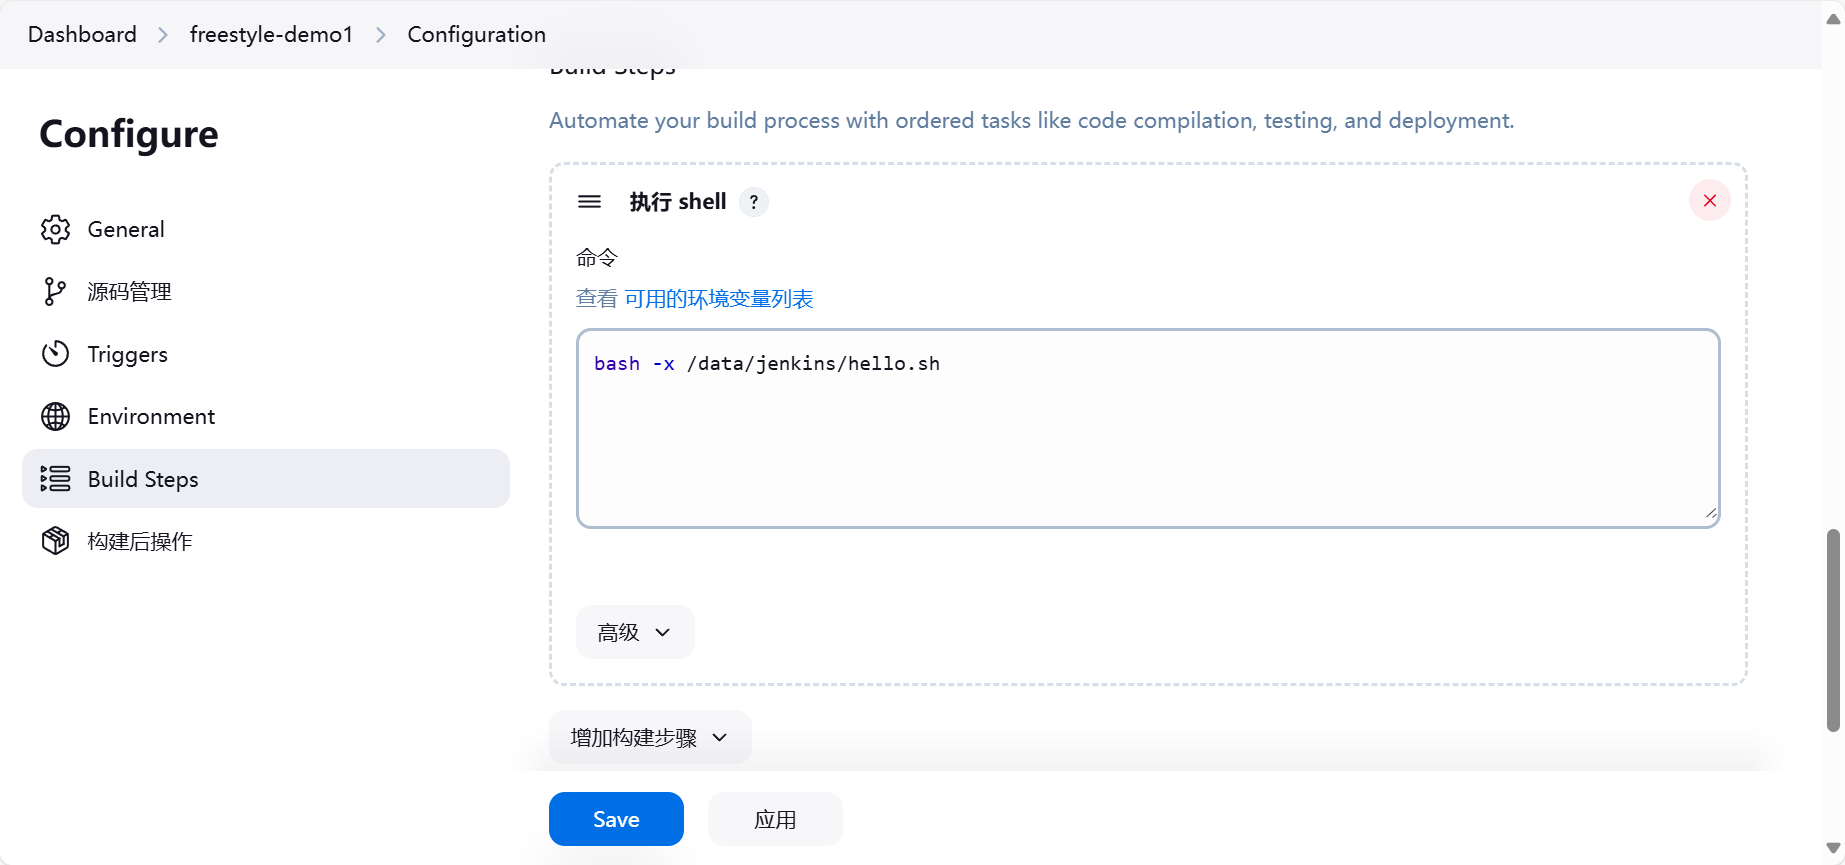 Dashboard > freestyle-demo1 > Configuration
Configure
General
源码管理
Triggers
Environment
Build Steps
构建后操作
Build Steps
Automate your build process with ordered tasks like code compilation, testing, and deployment.
执行 shell ?
命令
查看 可用的环境变量列表
bash -x /data/jenkins/hello.sh
高级
增加构建步骤
Save
应用